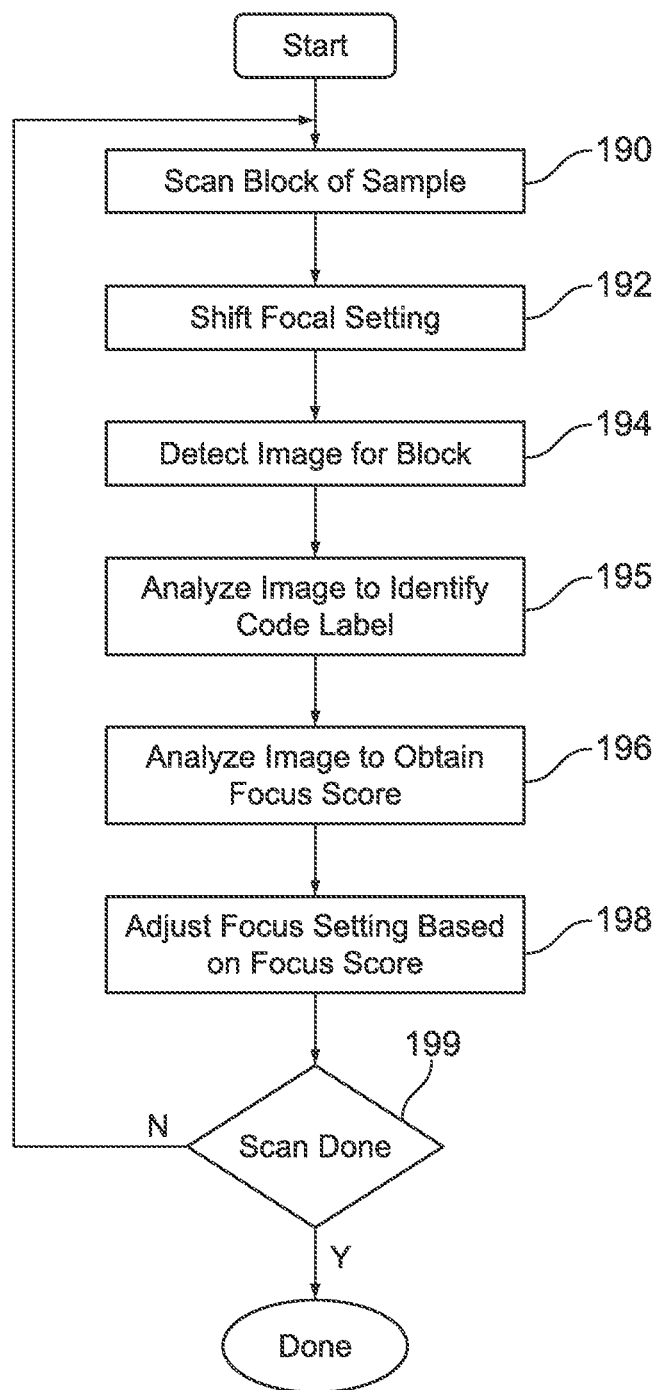 Start
Scan Block of Sample
190
Shift Focal Setting
192
Detect Image for Block
194
Analyze Image to Identify
Code Label
195
Analyze Image to Obtain
Focus Score
196
Adjust Focus Setting Based
on Focus Score
198
199
N
Scan Done
Y
Done